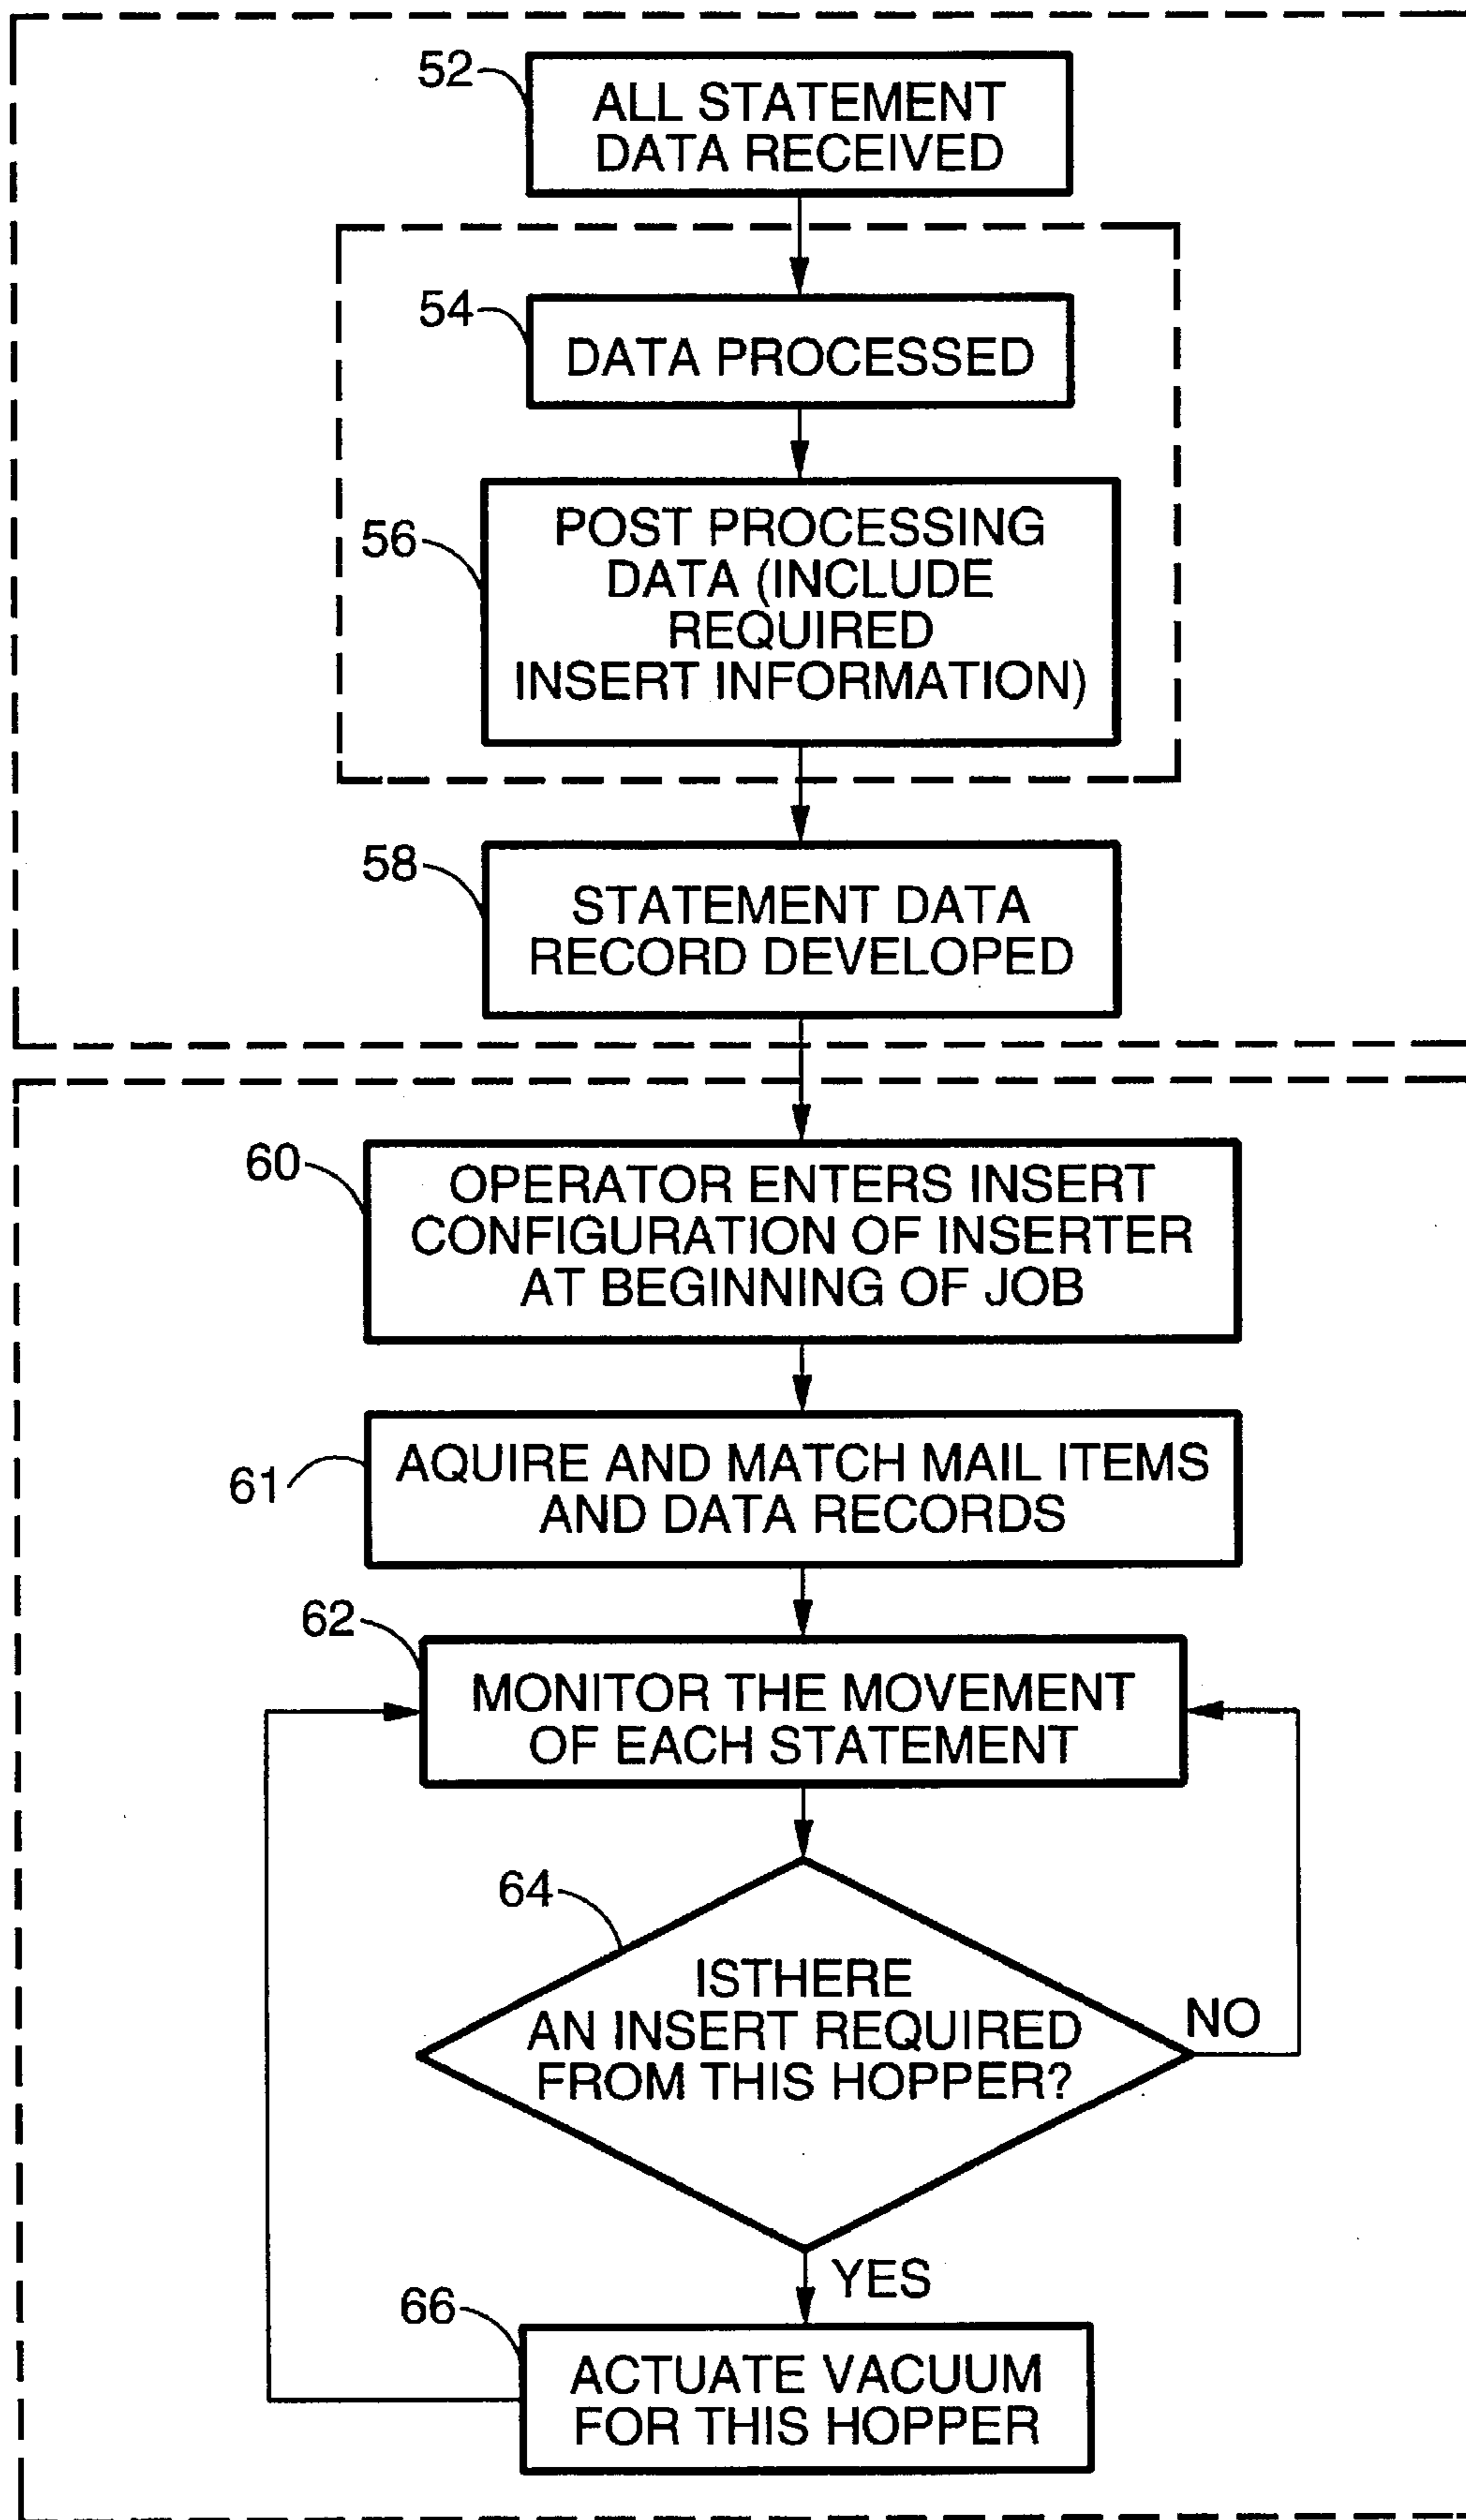 52
ALL STATEMENT
DATA RECEIVED
54
DATA PROCESSED
56
POST PROCESSING
DATA (INCLUDE
REQUIRED
INSERT INFORMATION)
58
STATEMENT DATA
RECORD DEVELOPED
60
OPERATOR ENTERS INSERT
CONFIGURATION OF INSERTER
AT BEGINNING OF JOB
61
AQUIRE AND MATCH MAIL ITEMS
AND DATA RECORDS
62
MONITOR THE MOVEMENT
OF EACH STATEMENT
64
ISTHERE
AN INSERT REQUIRED
FROM THIS HOPPER?
NO
YES
66
ACTUATE VACUUM
FOR THIS HOPPER